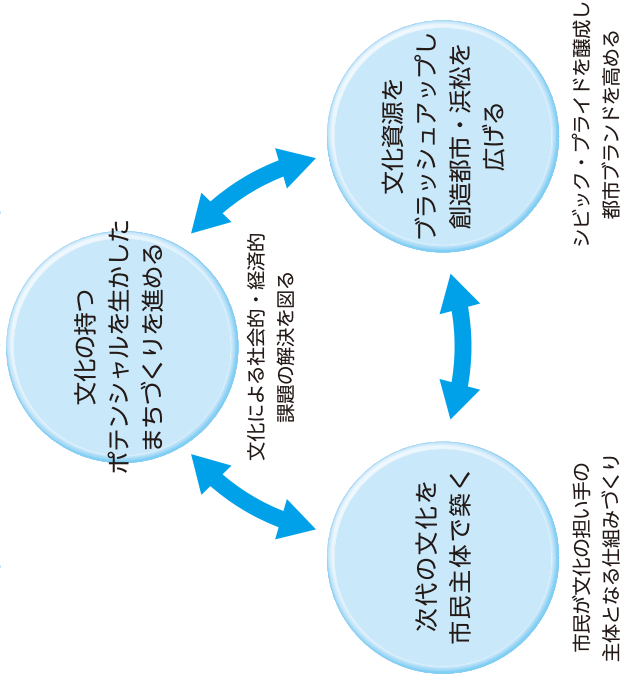 文化の持つ
ポテンシャルを生かした
まちづくりを進める
文化による社会的・経済的
課題の解決を図る
次代の文化を
市民主体で築く
市民が文化の担い手の
主体となる仕組みづくり
文化資源を
ブラッシュアップし
創造都市・浜松を
広げる
シビック・プライドを醸成し
都市ブランドを高める